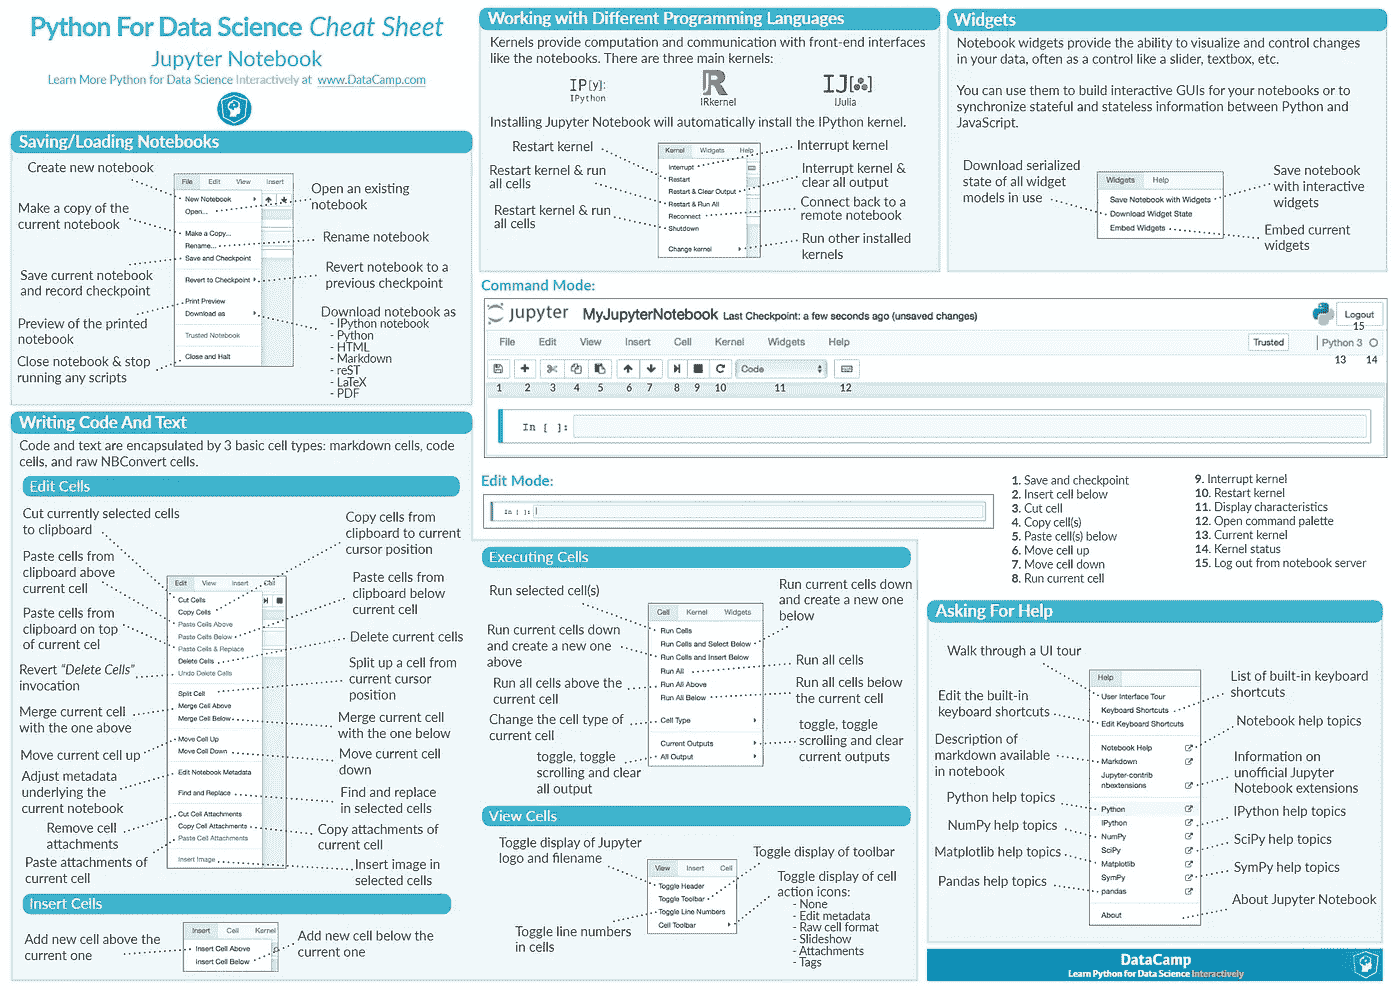 Python For Data Science Cheat Sheet
Jupyter Notebook
Learn More Python for Data Science Interactively at www.DataCamp.com
Saving/Loading Notebooks
Create new notebook
Make a copy of the
current notebook
Save current notebook
and record checkpoint
Preview of the printed
notebook
Close notebook & stop
running any scripts
File Edit View Insert
New Notebook
Open...
Make a Copy...
Rename...
Save and Checkpoint
Revert to Checkpoint
Print Preview
Download as
Trusted Notebook
Close and Halt
Open an existing
notebook
Rename notebook
Revert notebook to a
previous checkpoint
Download notebook as
- IPython notebook
- Python
- HTML
- Markdown
- reST
- LaTeX
- PDF
Writing Code And Text
Code and text are encapsulated by 3 basic cell types: markdown cells, code
cells, and raw NBConvert cells.
Edit Cells
Cut currently selected cells
to clipboard
Paste cells from
clipboard above
current cell
Paste cells from
clipboard on top
of current cel
Revert “Delete Cells”
invocation
Merge current cell
with the one above
Move current cell up
Adjust metadata
underlying the
current notebook
Remove cell
attachments
Paste attachments of
current cell
Edit View Insert Cell
Cut Cells
Copy Cells
Paste Cells Above
Paste Cells Below
Paste Cells & Replace
Delete Cells
Undo Delete Cells
Split Cell
Merge Cell Above
Merge Cell Below
Move Cell Up
Move Cell Down
Edit Notebook Metadata
Find and Replace
Cut Cell Attachments
Copy Cell Attachments
Paste Cell Attachments
Insert Image
Copy cells from
clipboard to current
cursor position
Paste cells from
clipboard below
current cell
Delete current cells
Split up a cell from
current cursor
position
Merge current cell
with the one below
Move current cell
down
Find and replace
in selected cells
Copy attachments of
current cell
Insert image in
selected cells
Insert Cells
Add new cell above the
current one
Insert Cell Kernel
Insert Cell Above
Insert Cell Below
Add new cell below the
current one
Working with Different Programming Languages
Kernels provide computation and communication with front-end interfaces
like the notebooks. There are three main kernels:
IP[y]:
IPython
R
IRkernel
IJ[:]
IJulia
Installing Jupyter Notebook will automatically install the IPython kernel.
Restart kernel
Restart kernel & run
all cells
Restart kernel & run
all cells
Kernel Widgets Help
Interrupt
Restart
Restart & Clear Output
Restart & Run All
Reconnect
Shutdown
Change kernel
Interrupt kernel
Interrupt kernel &
clear all output
Connect back to a
remote notebook
Run other installed
kernels
Widgets
Notebook widgets provide the ability to visualize and control changes
in your data, often as a control like a slider, textbox, etc.
You can use them to build interactive GUIs for your notebooks or to
synchronize stateful and stateless information between Python and
JavaScript.
Download serialized
state of all widget
models in use
Widgets Help
Save Notebook with Widgets
Download Widget State
Embed Widgets
Save notebook
with interactive
widgets
Embed current
widgets
Command Mode:
jupyter MyJupyterNotebook Last Checkpoint: a few seconds ago (unsaved changes) Logout
15
File Edit View Insert Cell Kernel Widgets Help Trusted Python 3
13 14
Code
1 2 3 4 5 6 7 8 9 10 11 12
In [ ]:
Edit Mode:
In [ ]:
1. Save and checkpoint
2. Insert cell below
3. Cut cell
4. Copy cell(s)
5. Paste cell(s) below
6. Move cell up
7. Move cell down
8. Run current cell
9. Interrupt kernel
10. Restart kernel
11. Display characteristics
12. Open command palette
13. Current kernel
14. Kernel status
15. Log out from notebook server
Executing Cells
Run selected cell(s)
Run current cells down
and create a new one
above
Run all cells above the
current cell
Change the cell type of
current cell
toggle, toggle
scrolling and clear
all output
Cell Kernel Widgets
Run Cells
Run Cells and Select Below
Run Cells and Insert Below
Run All
Run All Above
Run All Below
Cell Type
Current Outputs
All Output
Run current cells down
and create a new one
below
Run all cells
Run all cells below
the current cell
toggle, toggle
scrolling and clear
current outputs
View Cells
Toggle display of Jupyter
logo and filename
Toggle line numbers
in cells
View Insert Cell
Toggle Header
Toggle Toolbar
Toggle Line Numbers
Cell Toolbar
Toggle display of toolbar
Toggle display of cell
action icons:
- None
- Edit metadata
- Raw cell format
- Slideshow
- Attachments
- Tags
Asking For Help
Walk through a UI tour
Edit the built-in
keyboard shortcuts
Description of
markdown available
in notebook
Python help topics
NumPy help topics
Matplotlib help topics
Pandas help topics
Help
User Interface Tour
Keyboard Shortcuts
Edit Keyboard Shortcuts
Notebook Help
Markdown
Jupyter-contrib
nbextensions
Python
IPython
NumPy
SciPy
Matplotlib
SymPy
pandas
About
List of built-in keyboard
shortcuts
Notebook help topics
Information on
unofficial Jupyter
Notebook extensions
IPython help topics
SciPy help topics
SymPy help topics
About Jupyter Notebook
DataCamp
Learn Python for Data Science Interactively